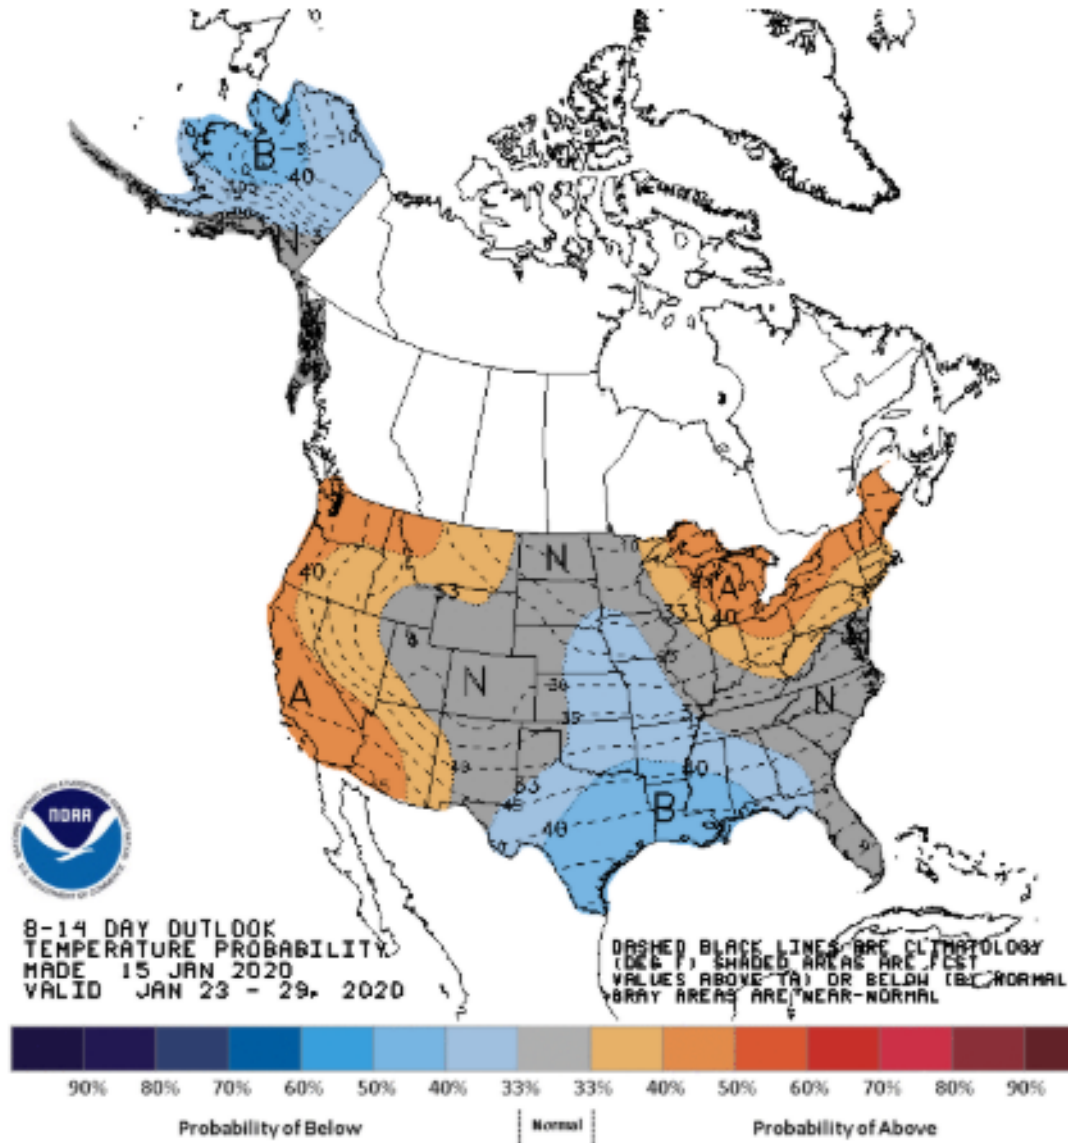 B
40
N
N
40
A
N
10
A
40
33
N
B
40
33
NOAA
8-14 DAY OUTLOOK
TEMPERATURE PROBABILITY
MADE 15 JAN 2020
VALID JAN 23 - 29, 2020
DASHED BLACK LINES ARE CLIMATOLOGY
(DEG F) SHADED AREAS ARE FCST
VALUES ABOVE (A) OR BELOW (B) NORMAL
GRAY AREAS ARE NEAR-NORMAL
90% 80% 70% 60% 50% 40% 33% 33% 40% 50% 60% 70% 80% 90%
Probability of Below Normal Probability of Above